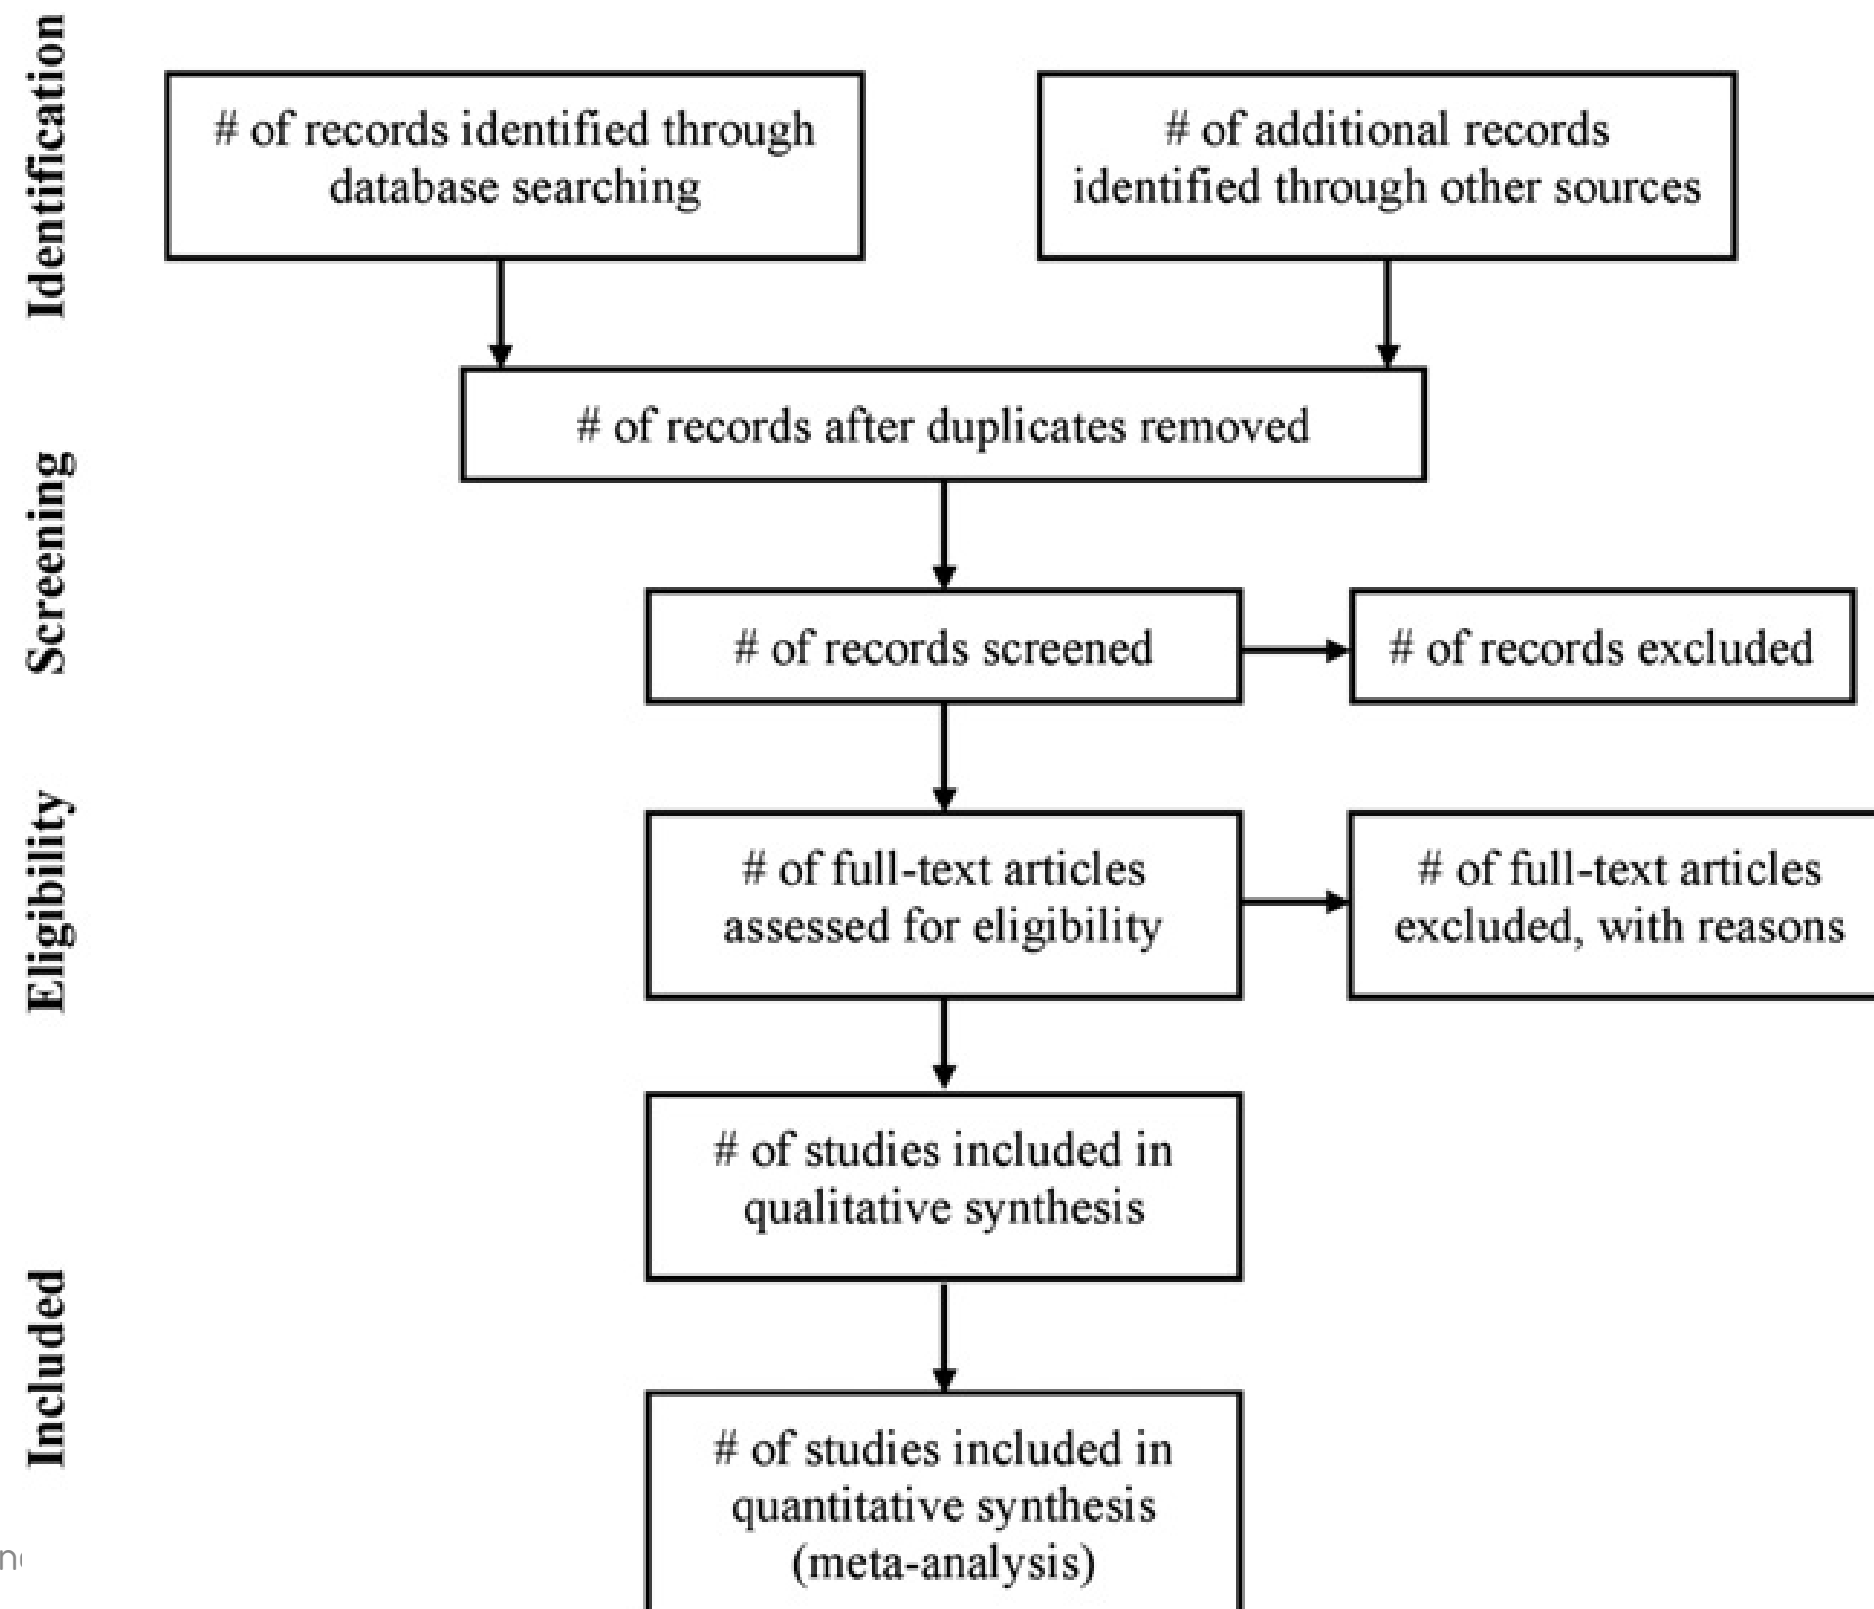 Identification
# of records identified through
database searching
# of additional records
identified through other sources
# of records after duplicates removed
Screening
# of records screened
# of records excluded
Eligibility
# of full-text articles
assessed for eligibility
# of full-text articles
excluded, with reasons
Included
# of studies included in
qualitative synthesis
# of studies included in
quantitative synthesis
(meta-analysis)